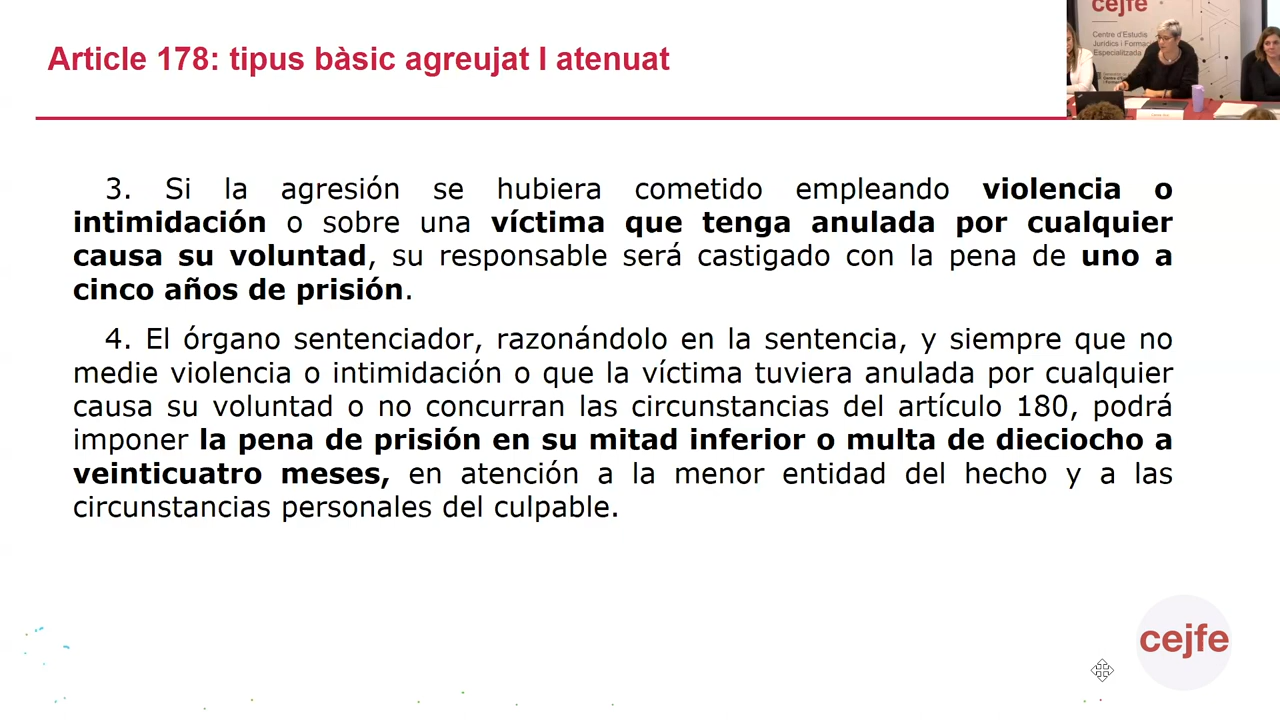 Article 178: tipus bàsic agreujat I atenuat
cejfe
Centre d'Estudis
Jurídics i Formació
Especialitzada
3. Si la agresión se hubiera cometido empleando violencia o
intimidación o sobre una víctima que tenga anulada por cualquier
causa su voluntad, su responsable será castigado con la pena de uno a
cinco años de prisión.
4. El órgano sentenciador, razonándolo en la sentencia, y siempre que no
medie violencia o intimidación o que la víctima tuviera anulada por cualquier
causa su voluntad o no concurran las circunstancias del artículo 180, podrá
imponer la pena de prisión en su mitad inferior o multa de dieciocho a
veinticuatro meses, en atención a la menor entidad del hecho y a las
circunstancias personales del culpable.
cejfe